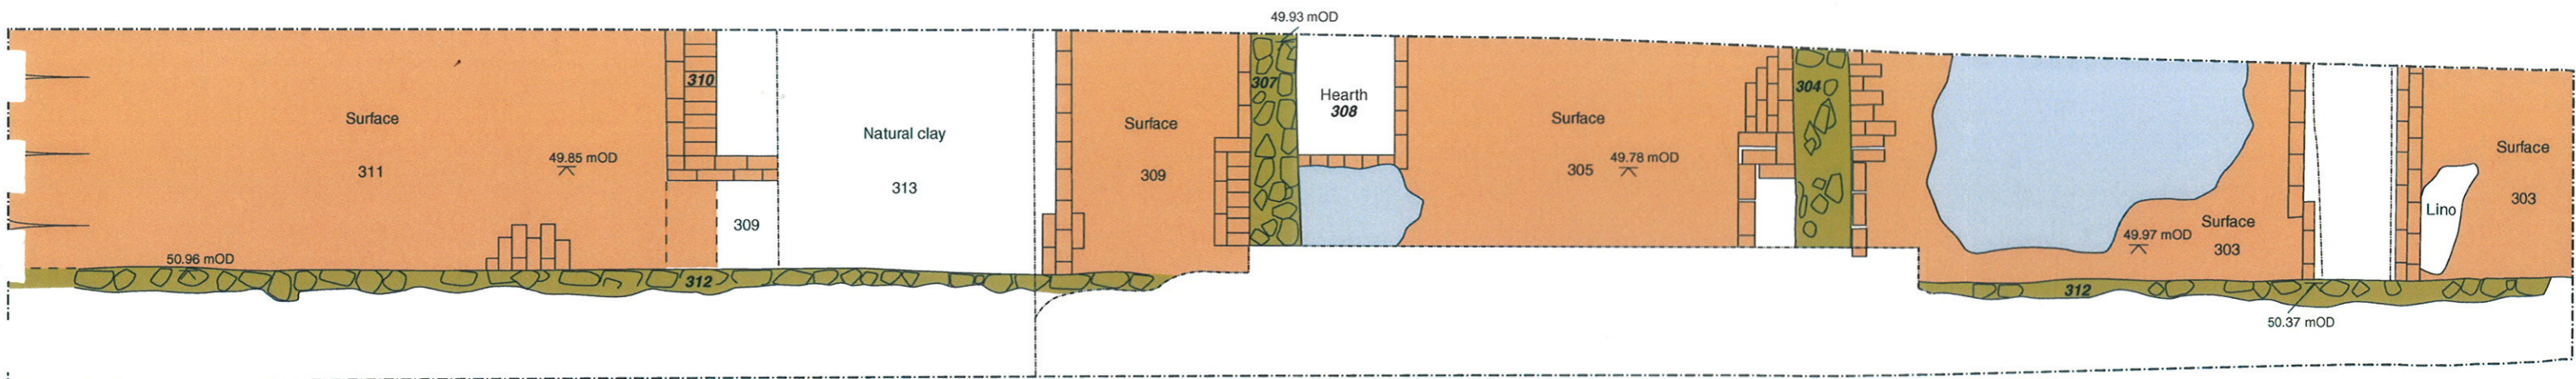 49.93 mOD
310
307
Hearth
308
304
Surface
311
49.85 mOD
Natural clay
313
Surface
309
Surface
305
49.78 mOD
Surface
303
309
Lino
Surface
303
49.97 mOD
50.96 mOD
312
312
50.37 mOD